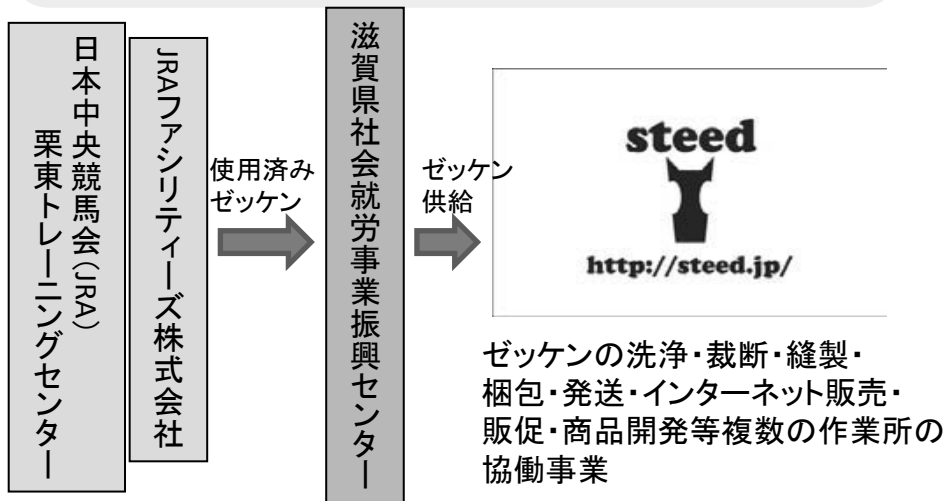 日本中央競馬会(JRA)
栗東トレーニングセンター
JRAファシリティーズ株式会社
使用済み
ゼッケン
滋賀県社会就労事業振興センター
ゼッケン
供給
steed
http://steed.jp/
ゼッケンの洗浄・裁断・縫製・
梱包・発送・インターネット販売・
販促・商品開発等複数の作業所の
協働事業